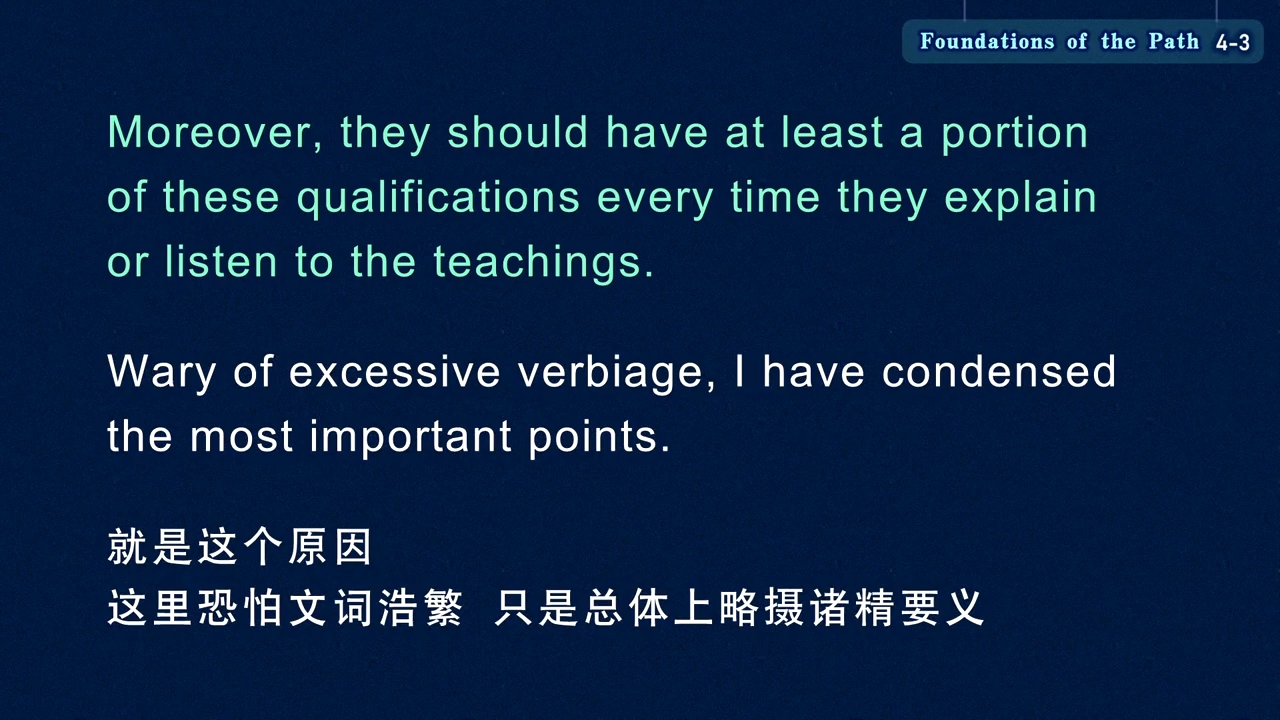 Foundations of the Path 4-3
Moreover, they should have at least a portion
of these qualifications every time they explain
or listen to the teachings.
Wary of excessive verbiage, I have condensed
the most important points.
就是这个原因
这里恐怕文词浩繁 只是总体上略摄诸精要义